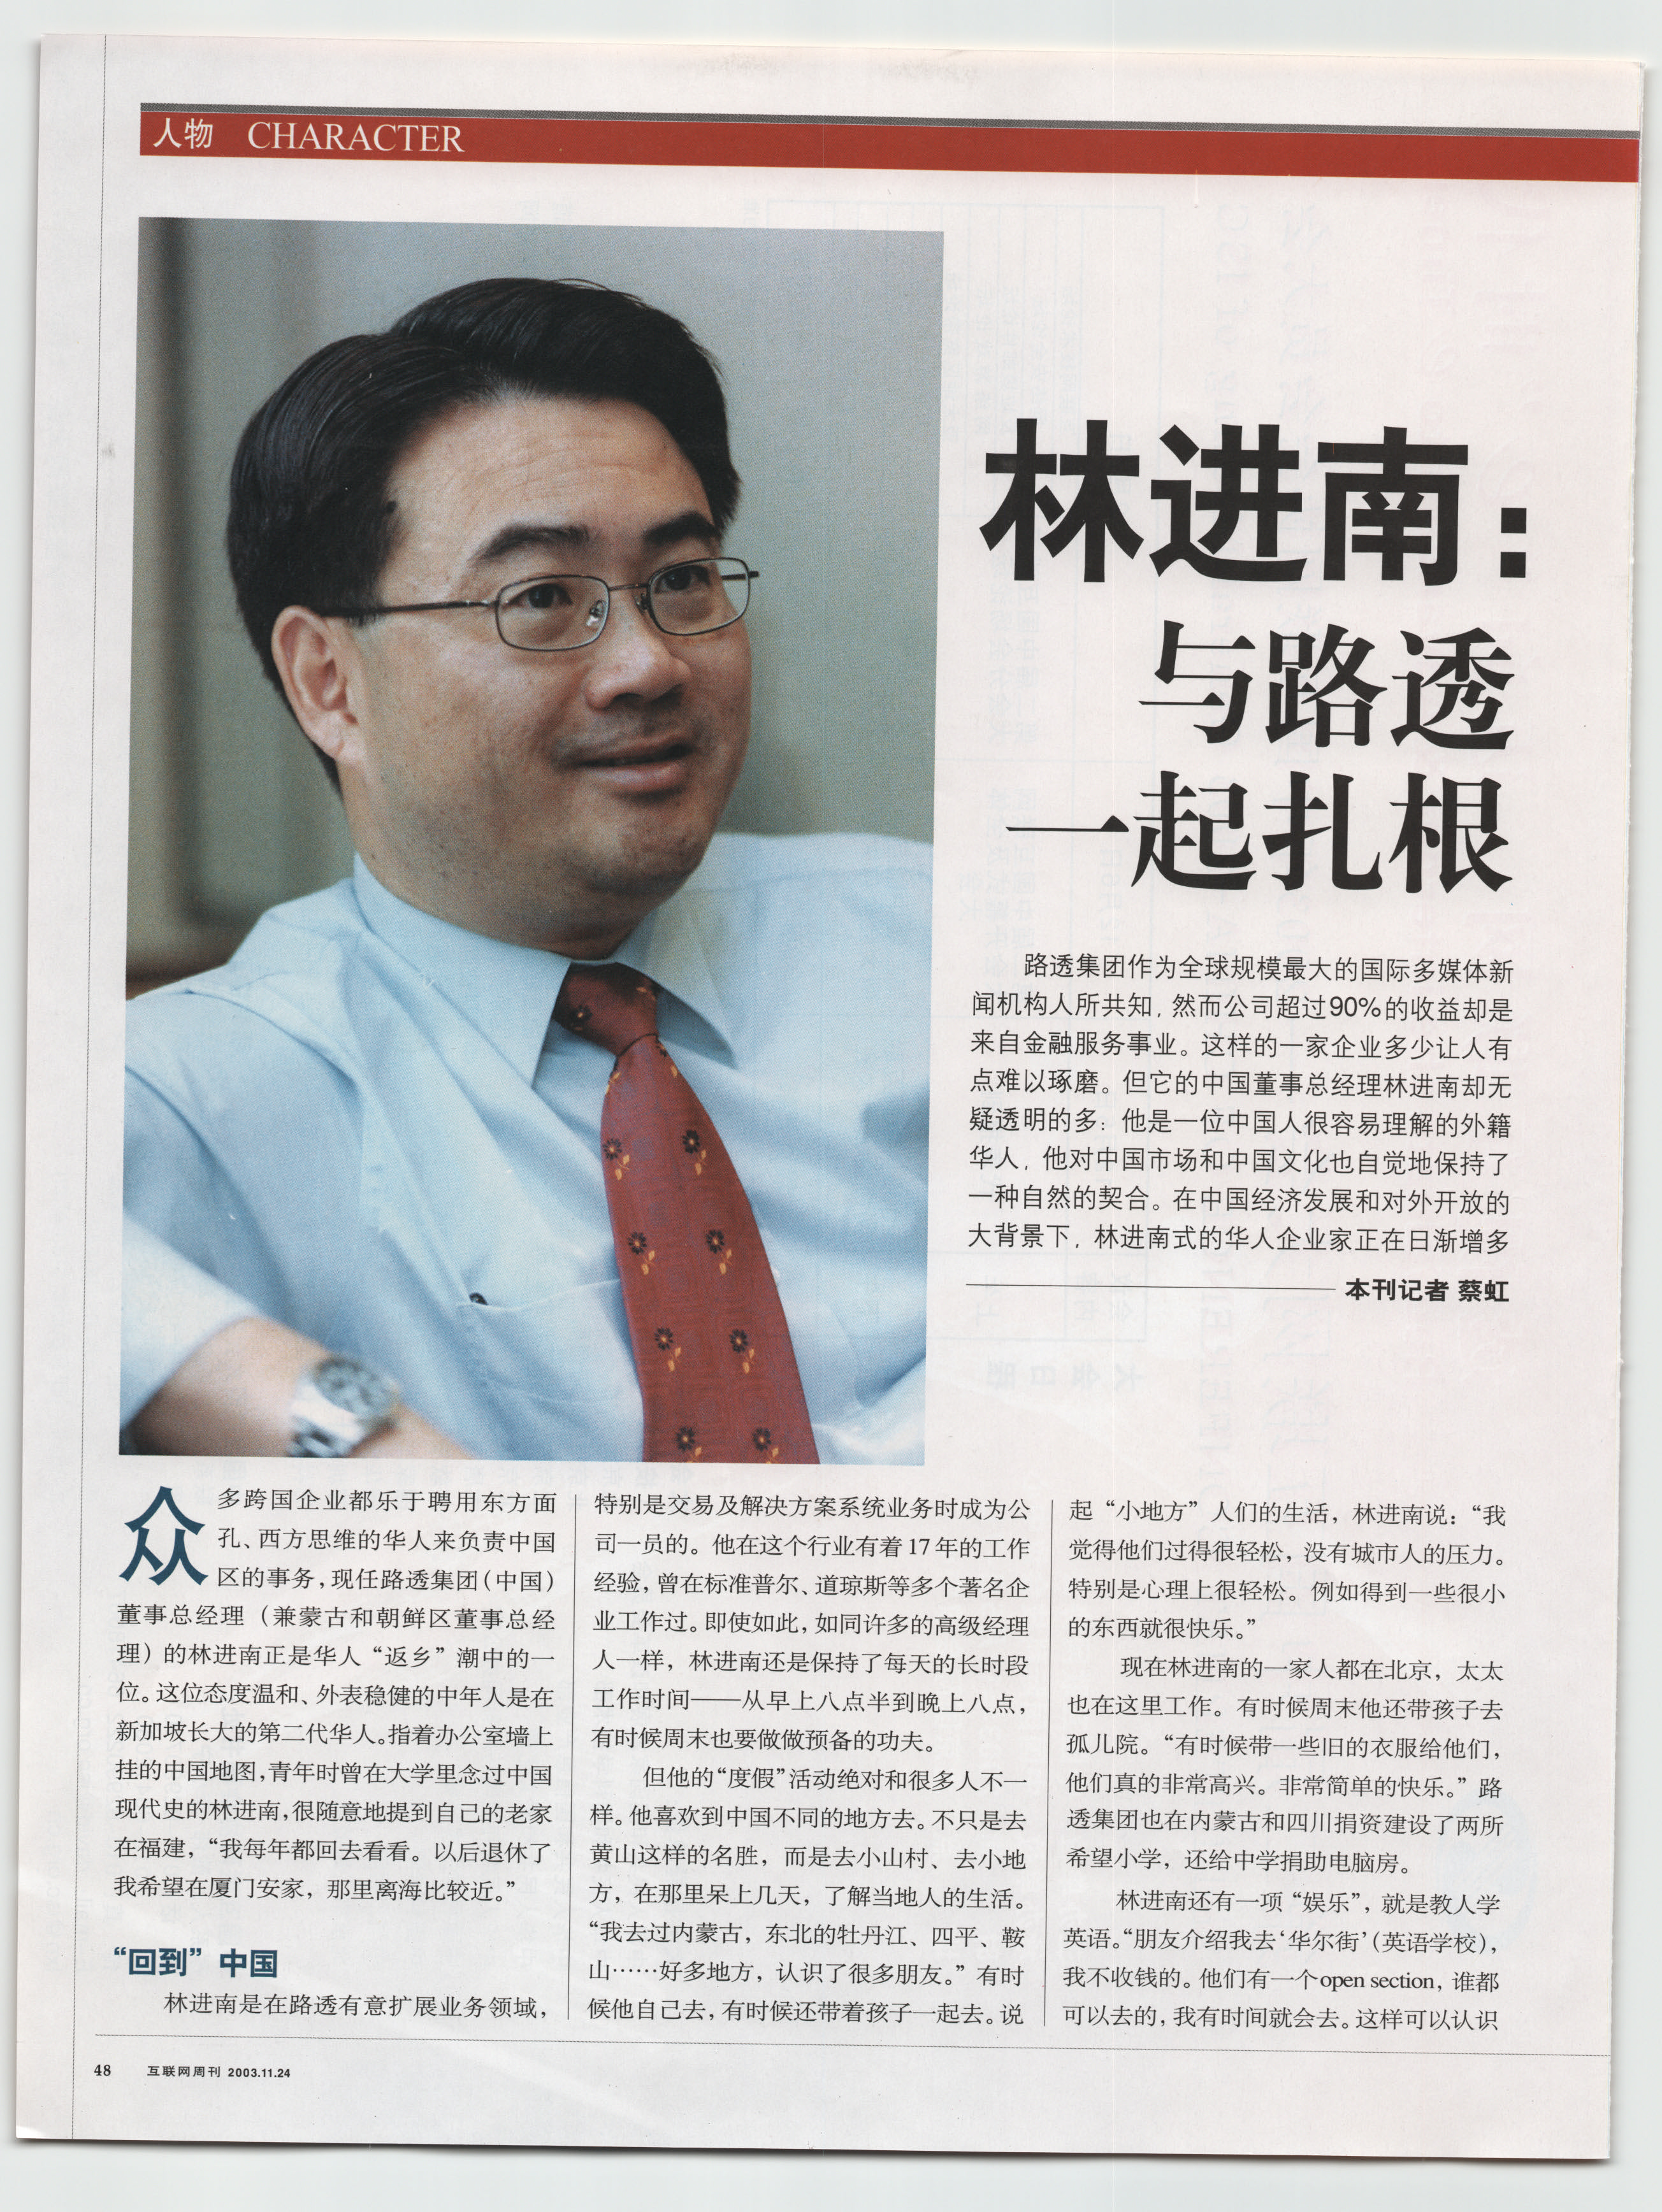 人物 CHARACTER
林进南：
与路透
一起扎根
路透集团作为全球规模最大的国际多媒体新
闻机构人所共知，然而公司超过90%的收益却是
来自金融服务事业。这样的一家企业多少让人有
点难以琢磨。但它的中国董事总经理林进南却无
疑透明的多：他是一位中国人很容易理解的外籍
华人，他对中国市场和中国文化也自觉地保持了
一种自然的契合。在中国经济发展和对外开放的
大背景下，林进南式的华人企业家正在日渐增多
本刊记者 蔡虹
众多跨国企业都乐于聘用东方面
孔、西方思维的华人来负责中国
区的事务，现任路透集团（中国）
董事总经理（兼蒙古和朝鲜区董事总经
理）的林进南正是华人“返乡”潮中的一
位。这位态度温和、外表稳健的中年人是在
新加坡长大的第二代华人。指着办公室墙上
挂的中国地图，青年时曾在大学里念过中国
现代史的林进南，很随意地提到自己的老家
在福建，“我每年都回去看看。以后退休了
我希望在厦门安家，那里离海比较近。”
“回到”中国
林进南是在路透有意扩展业务领域，
特别是交易及解决方案系统业务时成为公
司一员的。他在这个行业有着17年的工作
经验，曾在标准普尔、道琼斯等多个著名企
业工作过。即使如此，如同许多的高级经理
人一样，林进南还是保持了每天的长时段
工作时间——从早上八点半到晚上八点，
有时候周末也要做做预备的功夫。
但他的“度假”活动绝对和很多人不一
样。他喜欢到中国不同的地方去。不只是去
黄山这样的名胜，而是去小山村、去小地
方，在那里呆上几天，了解当地人的生活。
“我去过内蒙古，东北的牡丹江、四平、鞍
山……好多地方，认识了很多朋友。”有时
候他自己去，有时候还带着孩子一起去。说
起“小地方”人们的生活，林进南说：“我
觉得他们过得很轻松，没有城市人的压力。
特别是心理上很轻松。例如得到一些很小
的东西就很快乐。”
现在林进南的一家人都在北京，太太
也在这里工作。有时候周末他还带孩子去
孤儿院。“有时候带一些旧的衣服给他们，
他们真的非常高兴。非常简单的快乐。”路
透集团也在内蒙古和四川捐资建设了两所
希望小学，还给中学捐助电脑房。
林进南还有一项“娱乐”，就是教人学
英语。“朋友介绍我去‘华尔街’（英语学校），
我不收钱的。他们有一个open section，谁都
可以去的，我有时间就会去。这样可以认识
48 互联网周刊 2003.11.24